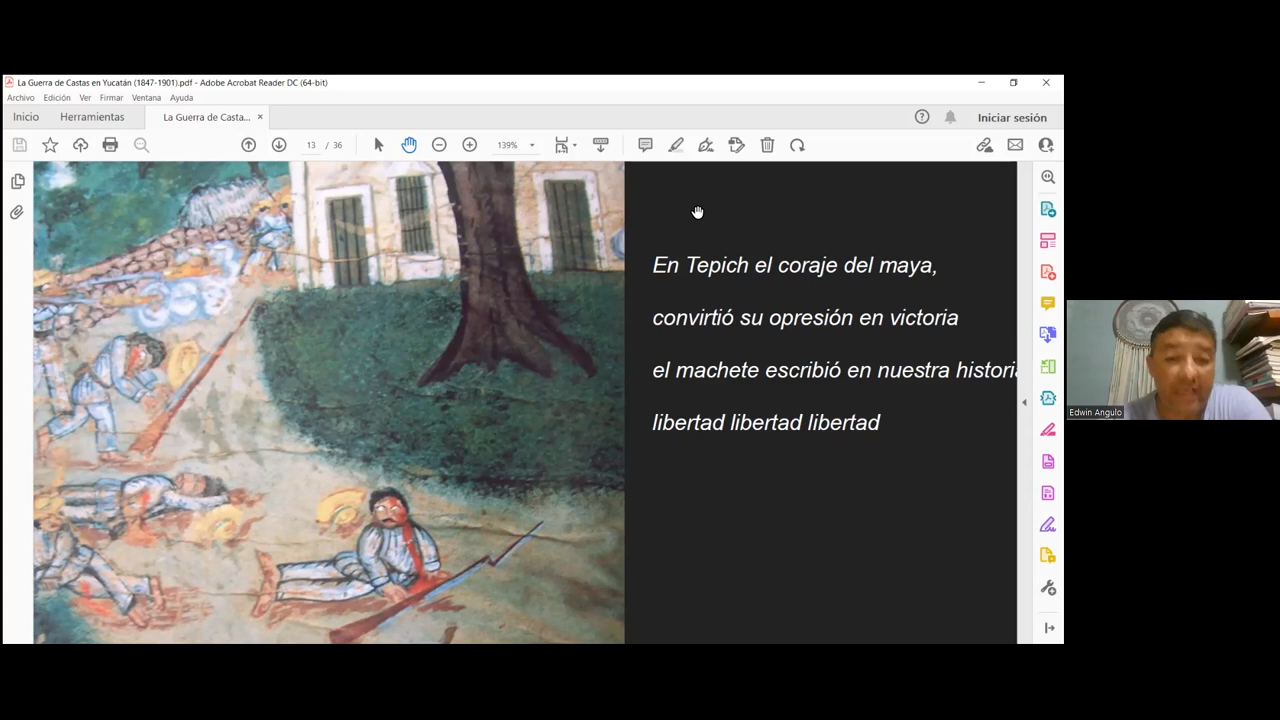 La Guerra de Castas en Yucatán (1847-1901).pdf - Adobe Acrobat Reader DC (64-bit)
Archivo Edición Ver Firmar Ventana Ayuda
Inicio Herramientas La Guerra de Casta... × Iniciar sesión
13 / 36 139%
En Tepich el coraje del maya,
convirtió su opresión en victoria
el machete escribió en nuestra historia
libertad libertad libertad
Edwin Angulo